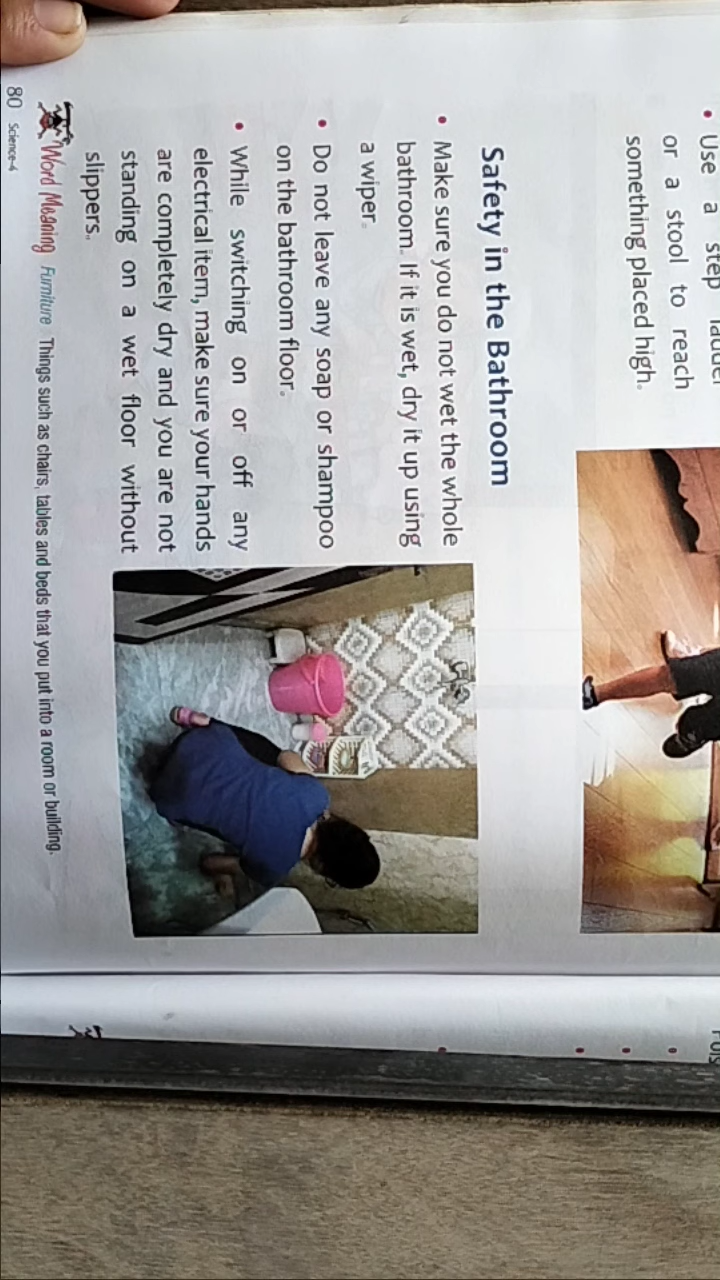 • Use a step ladder
or a stool to reach
something placed high.
Safety in the Bathroom
• Make sure you do not wet the whole
bathroom. If it is wet, dry it up using
a wiper.
• Do not leave any soap or shampoo
on the bathroom floor.
• While switching on or off any
electrical item, make sure your hands
are completely dry and you are not
standing on a wet floor without
slippers.
Word Meaning Furniture Things such as chairs, tables and beds that you put into a room or building.
80 Science-4